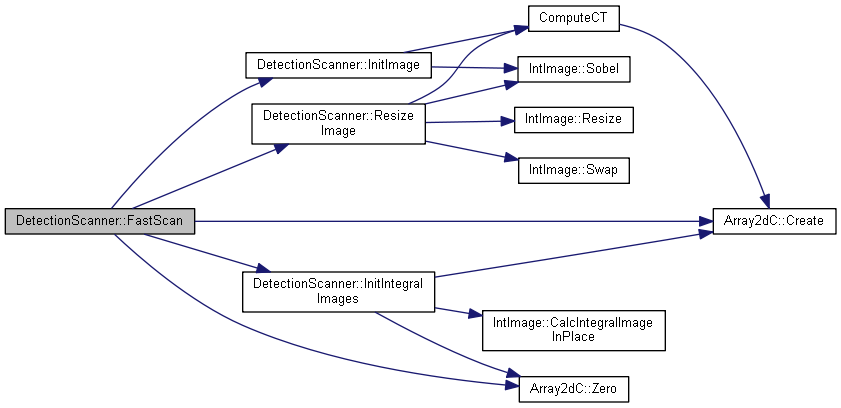 ComputeCT
DetectionScanner::InitImage
IntImage::Sobel
DetectionScanner::Resize
Image
IntImage::Resize
IntImage::Swap
DetectionScanner::FastScan
Array2dC::Create
DetectionScanner::InitIntegral
Images
IntImage::CalcIntegralImage
InPlace
Array2dC::Zero